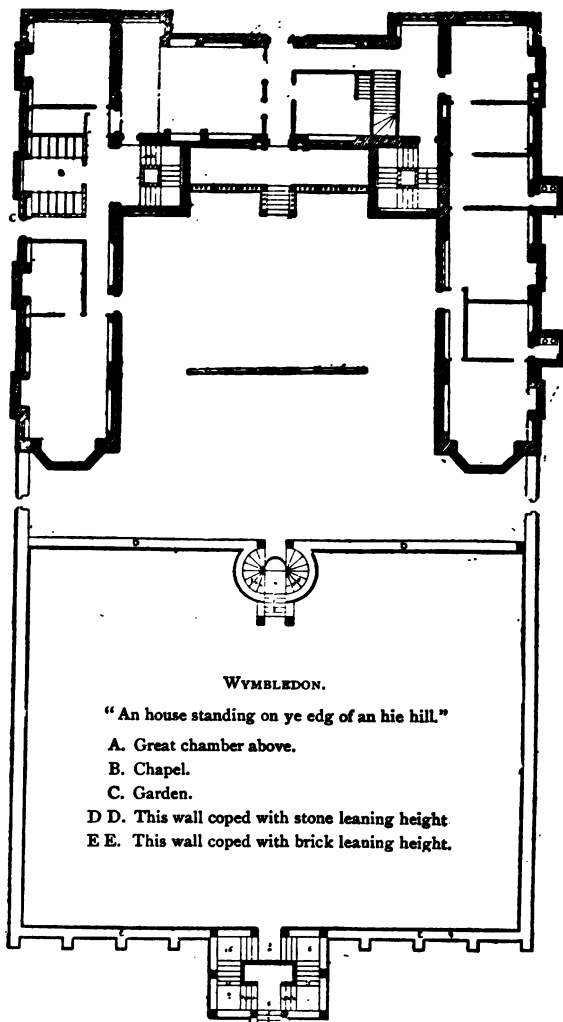 C
D
D
WYMBLEDON.
“An house standing on ye edg of an hie hill.”
A. Great chamber above.
B. Chapel.
C. Garden.
D D. This wall coped with stone leaning height
E E. This wall coped with brick leaning height.